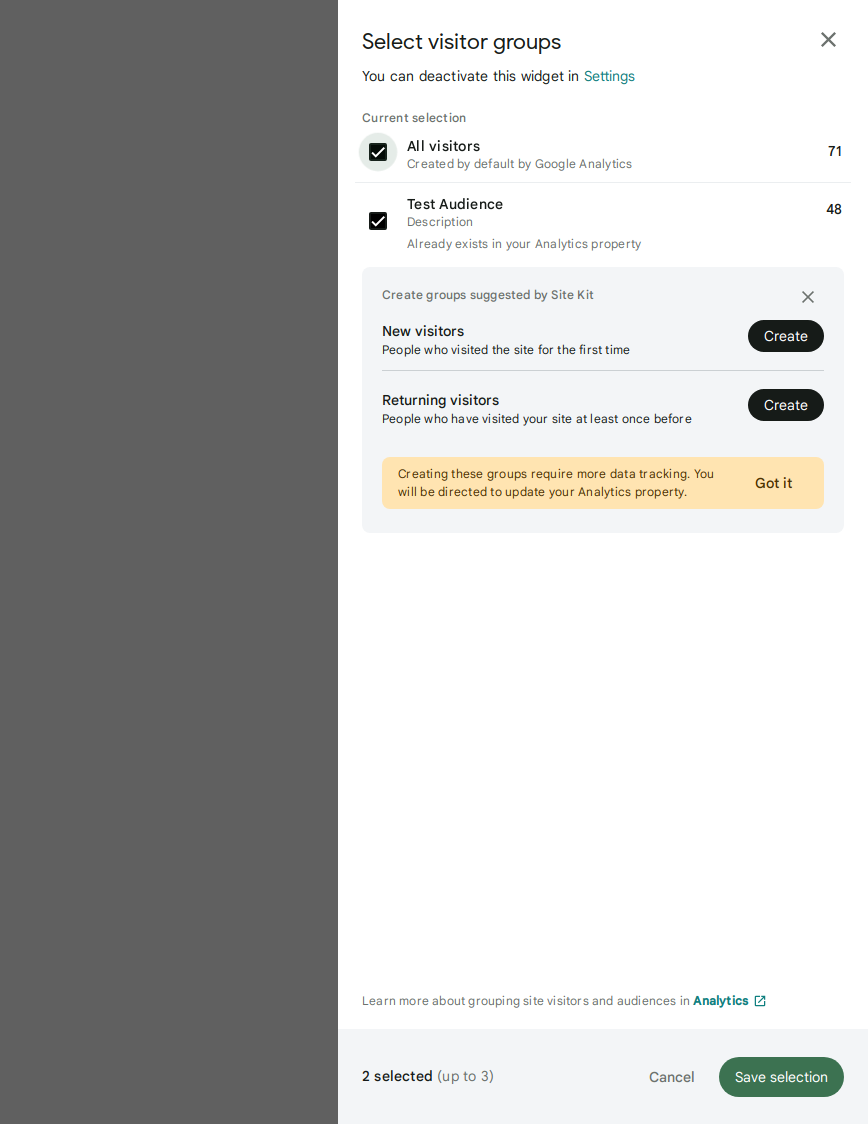 Select visitor groups
You can deactivate this widget in Settings
Current selection
All visitors
71
Created by default by Google Analytics
Test Audience
48
Description
Already exists in your Analytics property
Create groups suggested by Site Kit
New visitors
People who visited the site for the first time
Create
Returning visitors
People who have visited your site at least once before
Create
Creating these groups require more data tracking. You
will be directed to update your Analytics property.
Got it
Learn more about grouping site visitors and audiences in Analytics
2 selected (up to 3)
Cancel
Save selection